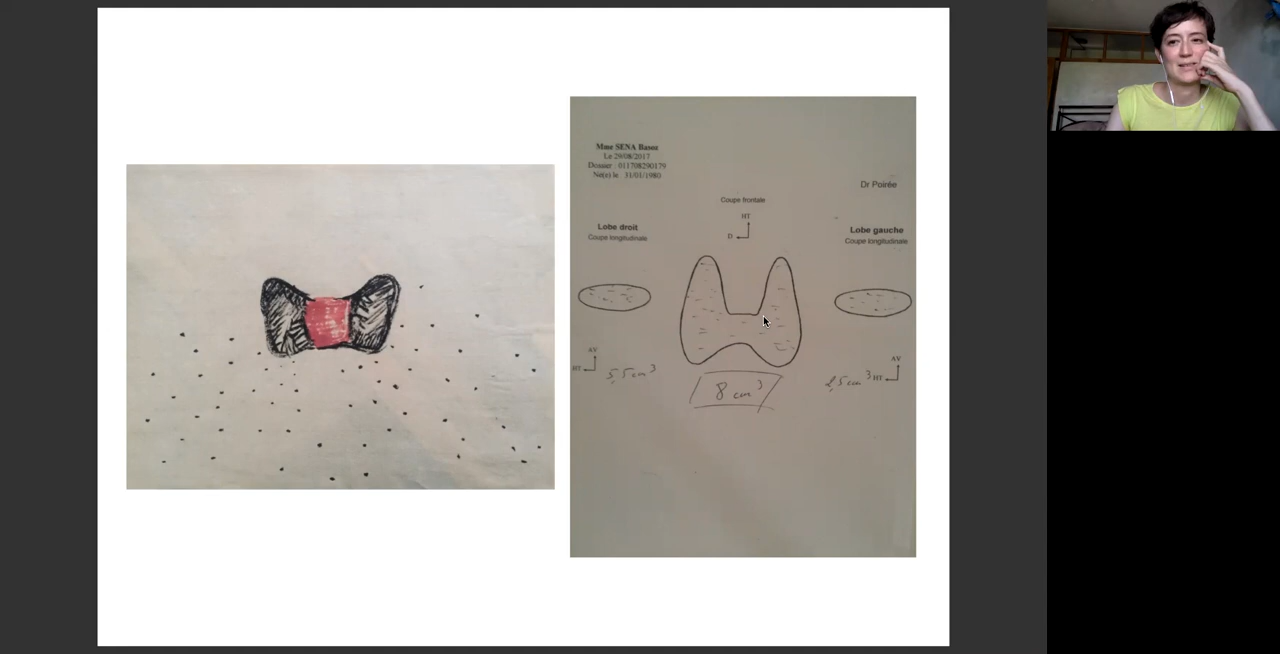 Mme SENA Basoz
Le 29/08/2017
Dossier : 011708290179
Né(e) le 31/01/1980
Dr Poirée
Coupe frontale
HT
D
Lobe droit
Coupe longitudinale
Lobe gauche
Coupe longitudinale
AV
HT
5,5 cm³
8 cm³
AV
2,5 cm³ HT